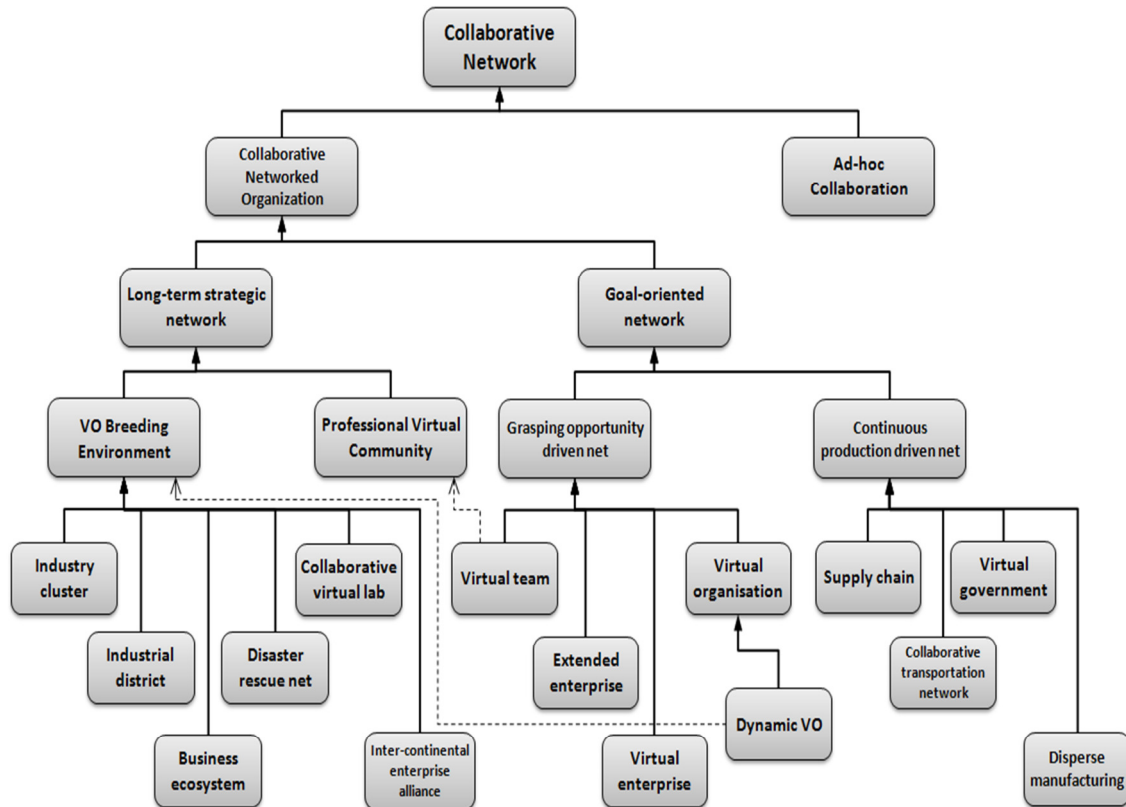 Collaborative
Network
Collaborative
Networked
Organization
Ad-hoc
Collaboration
Long-term strategic
network
Goal-oriented
network
VO Breeding
Environment
Professional Virtual
Community
Grasping opportunity
driven net
Continuous
production driven net
Industry
cluster
Collaborative
virtual lab
Virtual team
Virtual
organisation
Supply chain
Virtual
government
Industrial
district
Disaster
rescue net
Extended
enterprise
Collaborative
transportation
network
Dynamic VO
Business
ecosystem
Inter-continental
enterprise
alliance
Virtual
enterprise
Disperse
manufacturing